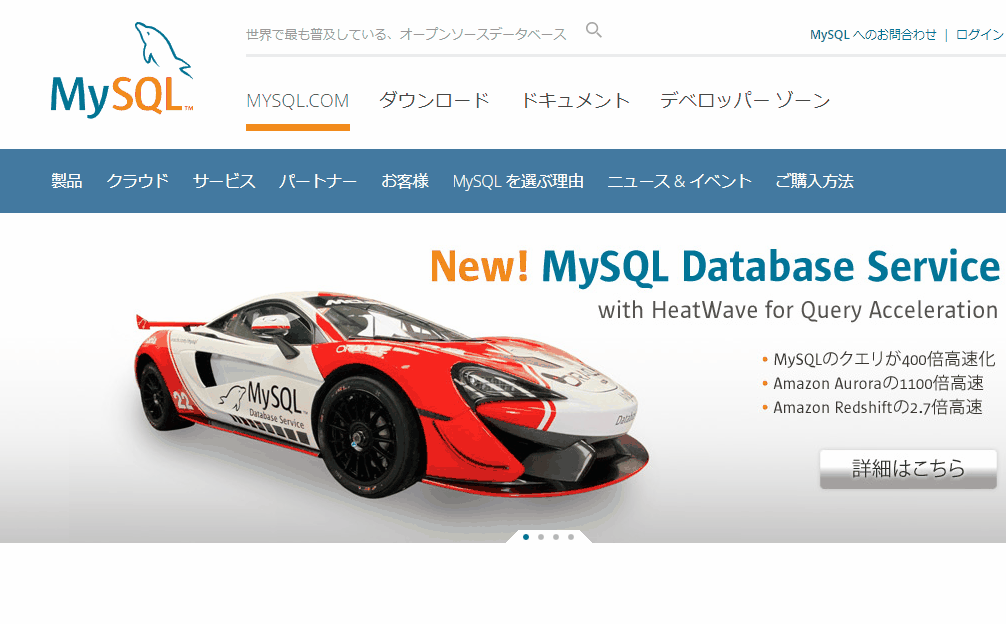 世界で最も普及している、オープンソースデータベース
MySQL へのお問合わせ | ログイン
MySQL™
MYSQL.COM ダウンロード ドキュメント デベロッパー ゾーン
製品 クラウド サービス パートナー お客様 MySQL を選ぶ理由 ニュース & イベント ご購入方法
New! MySQL Database Service
with HeatWave for Query Acceleration
• MySQLのクエリが400倍高速化
• Amazon Auroraの1100倍高速
• Amazon Redshiftの2.7倍高速
詳細はこちら
22
MySQL™
Database Service